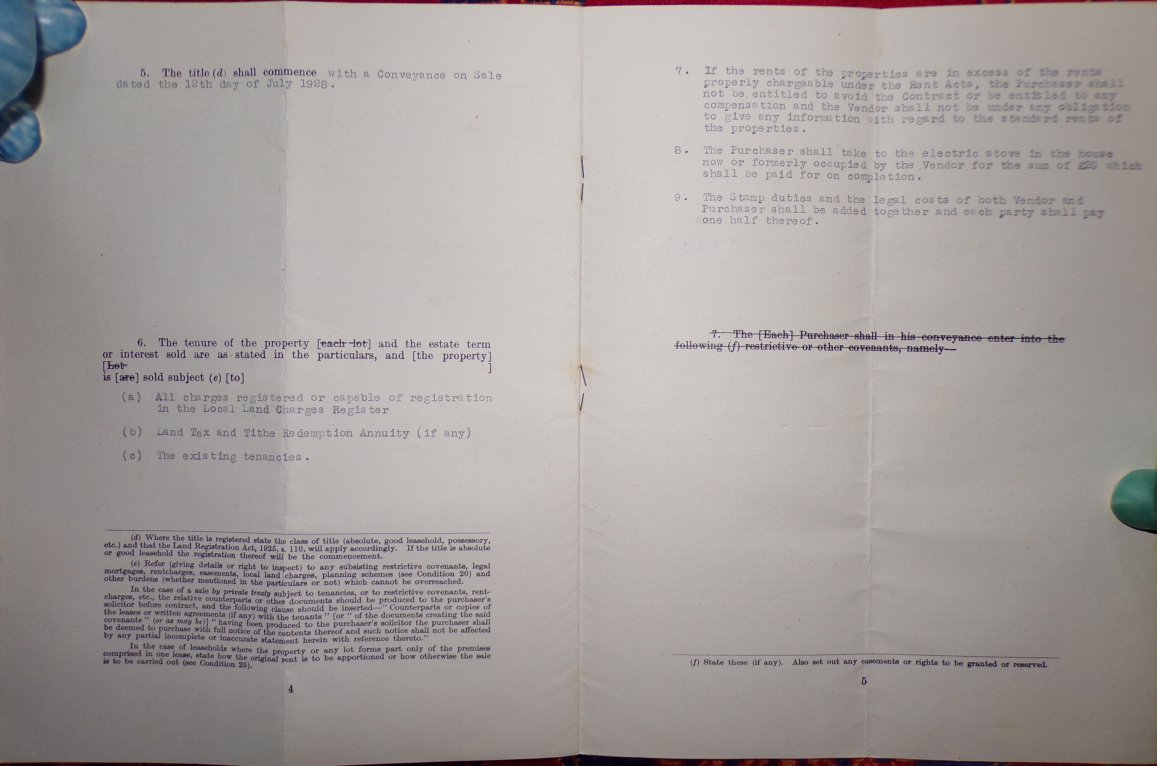 5. The title (d) shall commence with a Conveyance on Sale
dated the 12th day of July 1928.
6. The tenure of the property [each lot] and the estate term
or interest sold are as stated in the particulars, and [the property]
[Lot ]
is [are] sold subject (e) [to]
(a) All charges registered or capable of registration
in the Local Land Charges Register
(b) Land Tax and Tithe Redemption Annuity (if any)
(c) The existing tenancies.
(d) Where the title is registered state the class of title (absolute, good leasehold, possessory,
etc.) and that the Land Registration Act, 1925, s. 110, will apply accordingly. If the title is absolute
or good leasehold the registration thereof will be the commencement.
(e) Refer (giving details or right to inspect) to any subsisting restrictive covenants, legal
mortgages, rentcharges, easements, local land charges, planning schemes (see Condition 20) and
other burdens (whether mentioned in the particulars or not) which cannot be overreached.
In the case of a sale by private treaty subject to tenancies, or to restrictive covenants, rent-
charges, etc., the relative counterparts or other documents should be produced to the purchaser's
solicitor before contract, and the following clause should be inserted—" Counterparts or copies of
the leases or written agreements (if any) with the tenants " [or " of the documents creating the said
covenants " (or as may be)] " having been produced to the purchaser's solicitor the purchaser shall
be deemed to purchase with full notice of the contents thereof and such notice shall not be affected
by any partial incomplete or inaccurate statement herein with reference thereto."
In the case of leaseholds where the property or any lot forms part only of the premises
comprised in one lease, state how the original rent is to be apportioned or how otherwise the sale
is to be carried out (see Condition 25).
4
7. If the rents of the properties are in excess of the rents
properly chargeable under the Rent Acts, the Purchaser shall
not be entitled to avoid the Contract or be entitled to any
compensation and the Vendor shall not be under any obligation
to give any information with regard to the standard rents of
the properties.
8. The Purchaser shall take to the electric stove in the house
now or formerly occupied by the Vendor for the sum of £20 which
shall be paid for on completion.
9. The Stamp duties and the legal costs of both Vendor and
Purchaser shall be added together and each party shall pay
one half thereof.
7. The [Each] Purchaser shall in his conveyance enter into the
following (f) restrictive or other covenants, namely—
(f) State these (if any). Also set out any easements or rights to be granted or reserved.
5